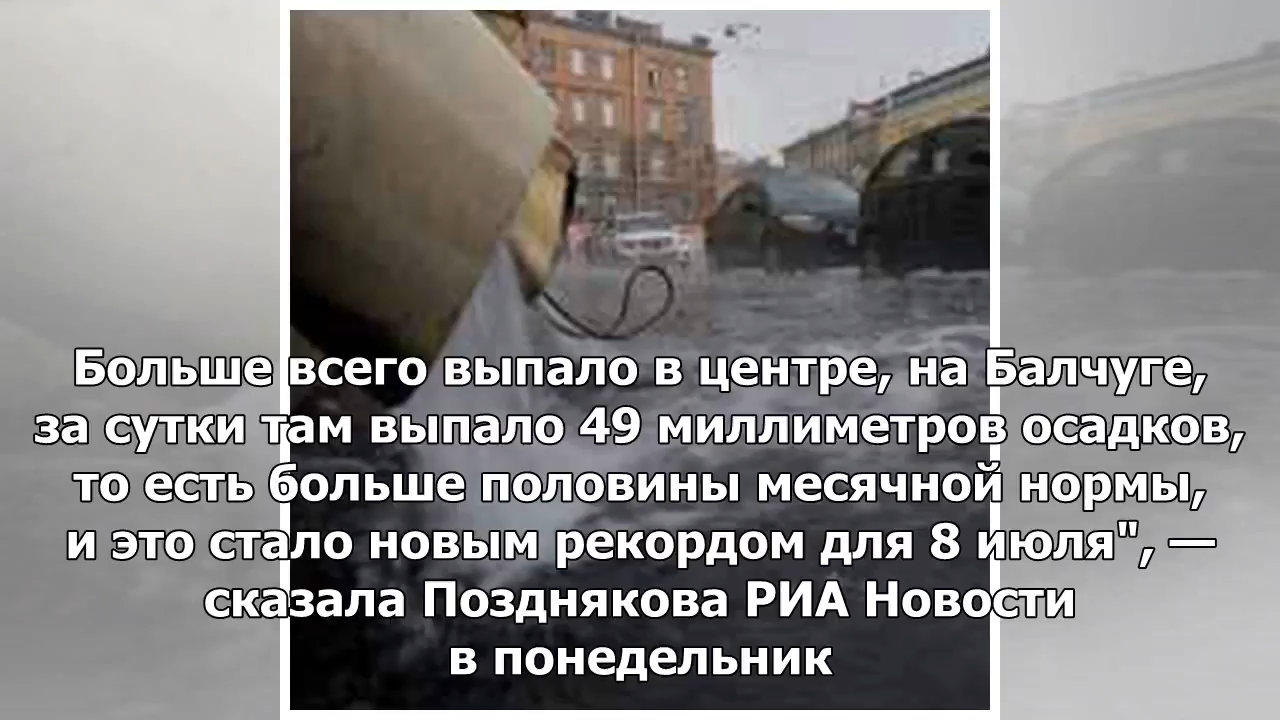 Больше всего выпало в центре, на Балчуге,
за сутки там выпало 49 миллиметров осадков,
то есть больше половины месячной нормы,
и это стало новым рекордом для 8 июля", —
сказала Позднякова РИА Новости
в понедельник